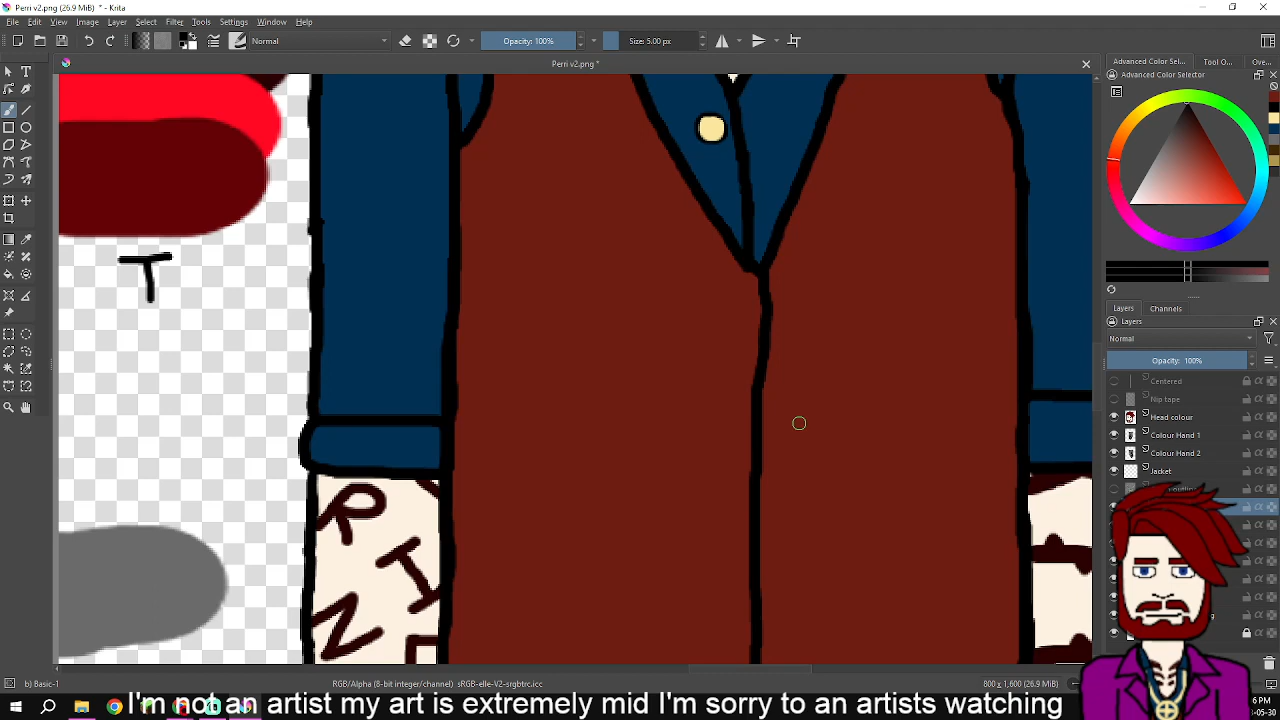 Perri v2.png (26.9 MiB) * - Krita
File Edit View Image Layer Select Filter Tools Settings Window Help
Normal Opacity: 100% Size: 5.00 px
Perri v2.png *
Advanced Color Sel... Tool O... Ove...
Advanced Color Selector
T
Layers Channels
Layers
Normal
Opacity: 100%
Centered
Nip tape
Head colour
Colour Hand 1
Colour Hand 2
Jacket
R
I
N
b) Basic-1 RGB/Alpha (8-bit integer/channel) sRGB-elle-V2-srgbtrc.icc 800 x 1,600 (26.9 MiB)
I'm not an artist my art is extremely mid I'm sorry to an artists watching